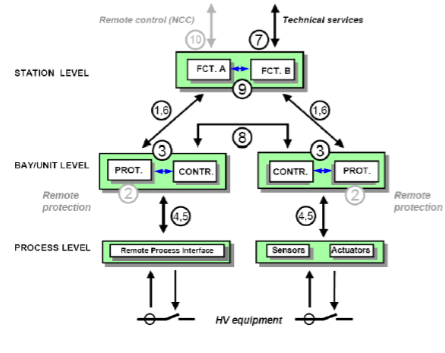 Remote control (NCC)
Technical services
10
7
FCT. A
FCT. B
STATION LEVEL
9
1,6
1,6
8
3
3
BAY/UNIT LEVEL
PROT.
CONTR.
CONTR.
PROT.
2
2
Remote
protection
Remote
protection
4,5
4,5
PROCESS LEVEL
Remote Process Interface
Sensors
Actuators
HV equipment